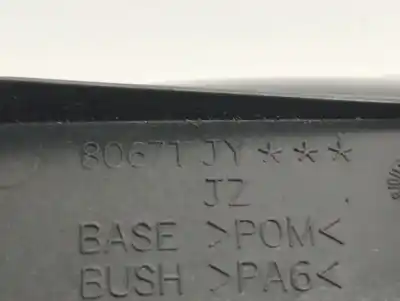 80671 JY ***
JZ
BASE >POM<
BUSH >PA6<